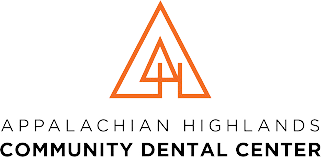 APPALACHIAN HIGHLANDS
COMMUNITY DENTAL CENTER